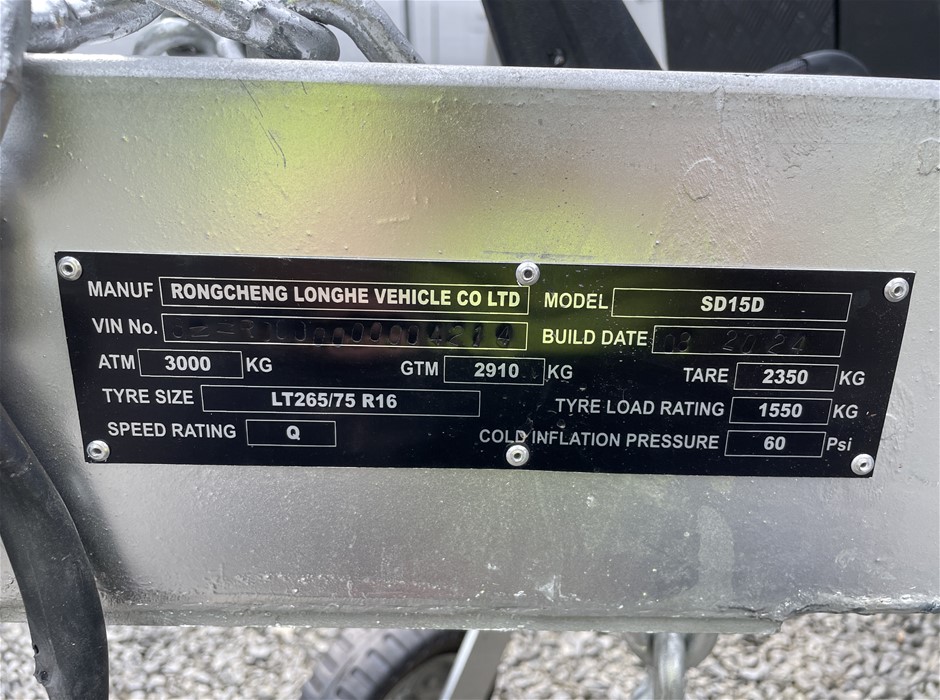 MANUF RONGCHENG LONGHE VEHICLE CO LTD MODEL SD15D
VIN No. BUILD DATE 03 2024
ATM 3000 KG GTM 2910 KG TARE 2350 KG
TYRE SIZE LT265/75 R16 TYRE LOAD RATING 1550 KG
SPEED RATING Q COLD INFLATION PRESSURE 60 Psi